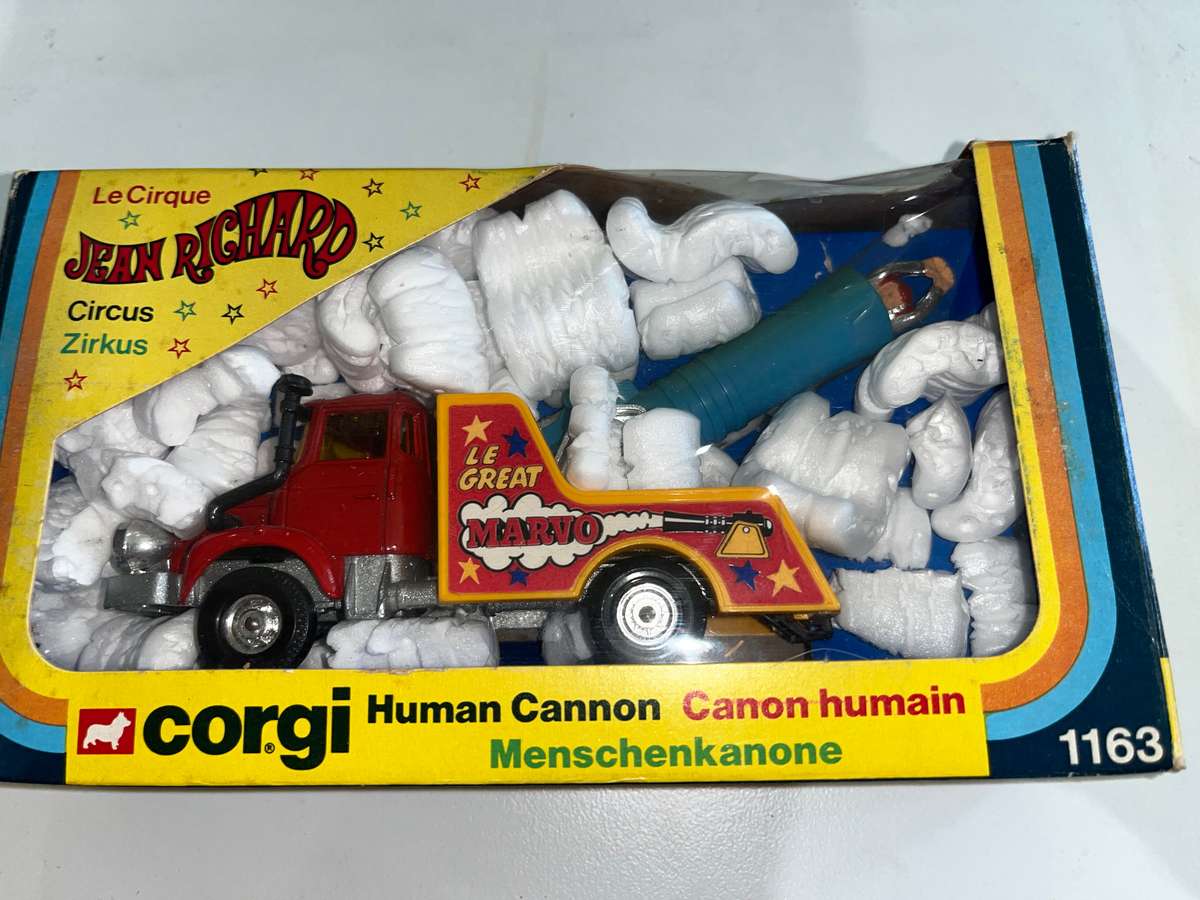 Le Cirque
JEAN RICHARD
Circus
Zirkus
LE
GREAT
MARVO
corgi® Human Cannon Canon humain
Menschenkanone
1163